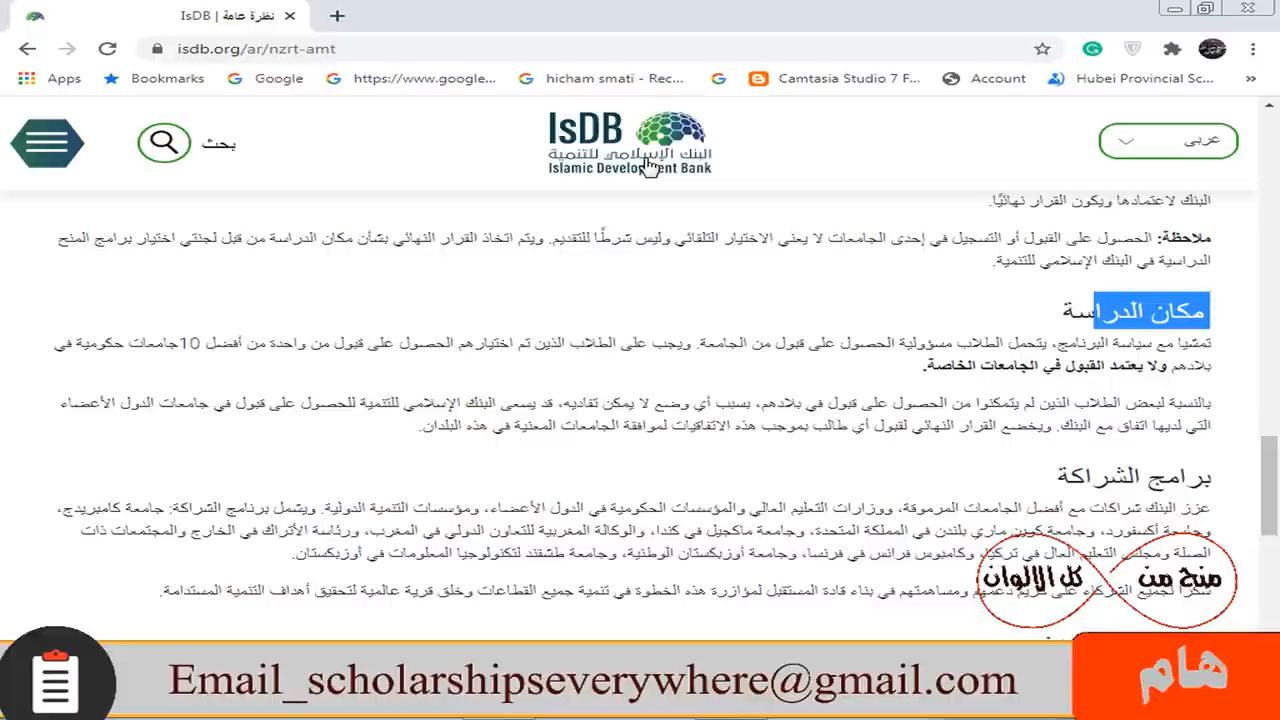 نظرة عامة | IsDB
isdb.org/ar/nzrt-amt
Apps Bookmarks Google https://www.google... hicham smati - Rec... Camtasia Studio 7 F... Account Hubei Provincial Sc... »
بحث
IsDB
البنك الإسلامي للتنمية
Islamic Development Bank
عربى
البنك لاعتمادها ويكون القرار نهائيًا.
ملاحظة: الحصول على القبول أو التسجيل في إحدى الجامعات لا يعني الاختيار التلقائي وليس شرطًا للتقديم. ويتم اتخاذ القرار النهائي بشأن مكان الدراسة من قبل لجنتي اختيار برامج المنح
الدراسية في البنك الإسلامي للتنمية.
مكان الدراسة
تمشيا مع سياسة البرنامج، يتحمل الطلاب مسؤولية الحصول على قبول من الجامعة. ويجب على الطلاب الذين تم اختيارهم الحصول على قبول من واحدة من أفضل 10جامعات حكومية في
بلادهم ولا يعتمد القبول في الجامعات الخاصة.
بالنسبة لبعض الطلاب الذين لم يتمكنوا من الحصول على قبول في بلادهم، بسبب أي وضع لا يمكن تفاديه، قد يسعى البنك الإسلامي للتنمية للحصول على قبول في جامعات الدول الأعضاء
التي لديها اتفاق مع البنك. ويخضع القرار النهائي لقبول أي طالب بموجب هذه الاتفاقيات لموافقة الجامعات المعنية في هذه البلدان.
برامج الشراكة
عزز البنك شراكات مع أفضل الجامعات المرموقة، ووزارات التعليم العالي والمؤسسات الحكومية في الدول الأعضاء، ومؤسسات التنمية الدولية. ويشمل برنامج الشراكة: جامعة كامبريدج،
وجامعة أكسفورد، وجامعة كوين ماري بلندن في المملكة المتحدة، وجامعة ماكجيل في كندا، والوكالة المغربية للتعاون الدولي في المغرب، ورئاسة الأتراك في الخارج والمجتمعات ذات
الصلة ومجلس التعليم العال في تركيا، وكامبوس فرانس في فرنسا، وجامعة أوزبكستان الوطنية، وجامعة طشقند لتكنولوجيا المعلومات في أوزبكستان.
شكرا لجميع الشركاء على كريم دعمهم ومساهمتهم في بناء قادة المستقبل لمؤازرة هذه الخطوة في تنمية جميع القطاعات وخلق قرية عالمية لتحقيق أهداف التنمية المستدامة.
منح من كل الالوان
Email_scholarshipseverywhere@gmail.com
هام